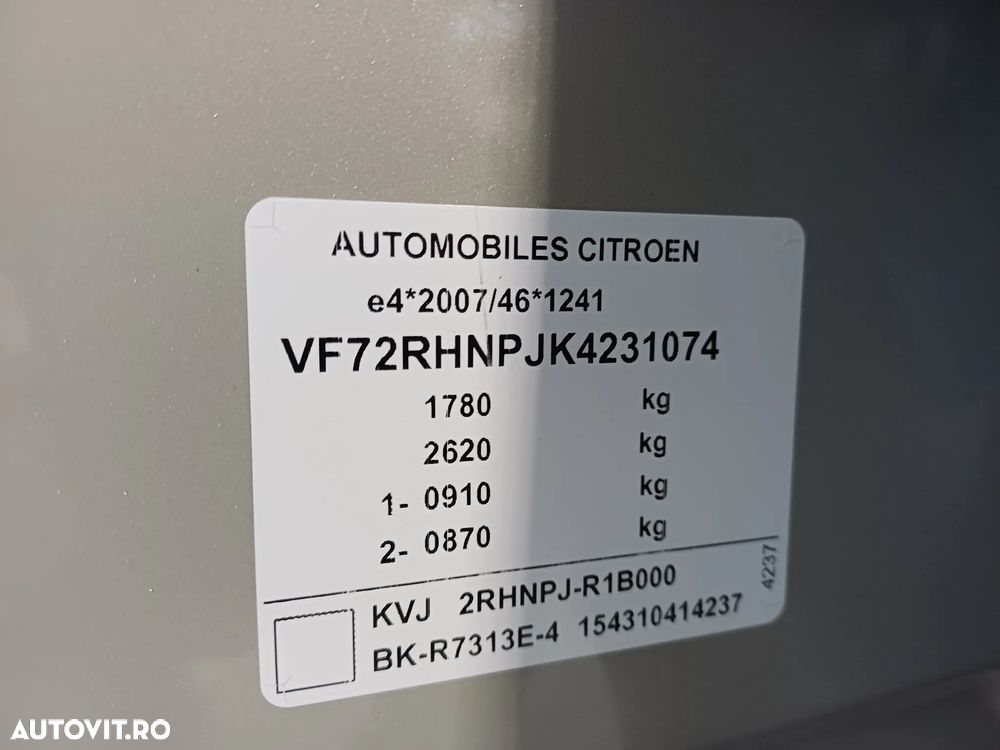 AUTOMOBILES CITROEN
e4*2007/46*1241
VF72RHNPJK4231074
1780 kg
2620 kg
1- 0910 kg
2- 0870 kg
4237
KVJ 2RHNPJ-R1B000
BK-R7313E-4 154310414237
AUTOVIT.RO